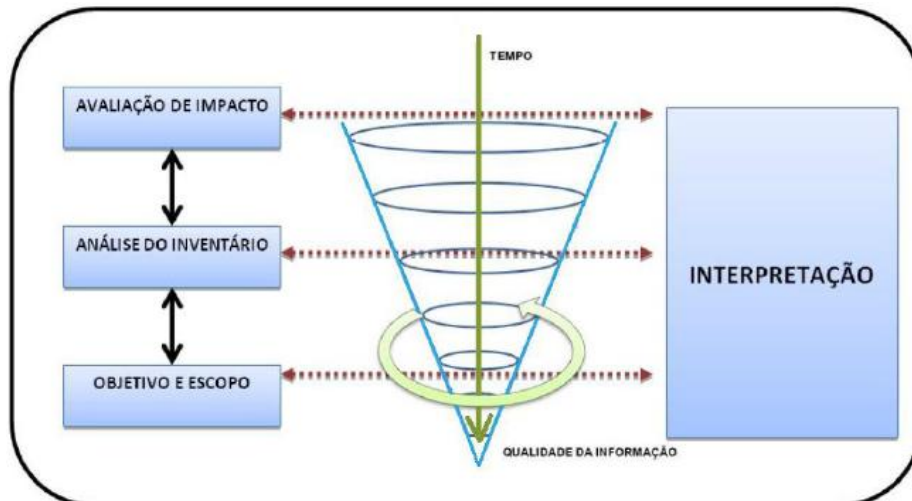 TEMPO
AVALIAÇÃO DE IMPACTO
ANÁLISE DO INVENTÁRIO
INTERPRETAÇÃO
OBJETIVO E ESCOPO
QUALIDADE DA INFORMAÇÃO